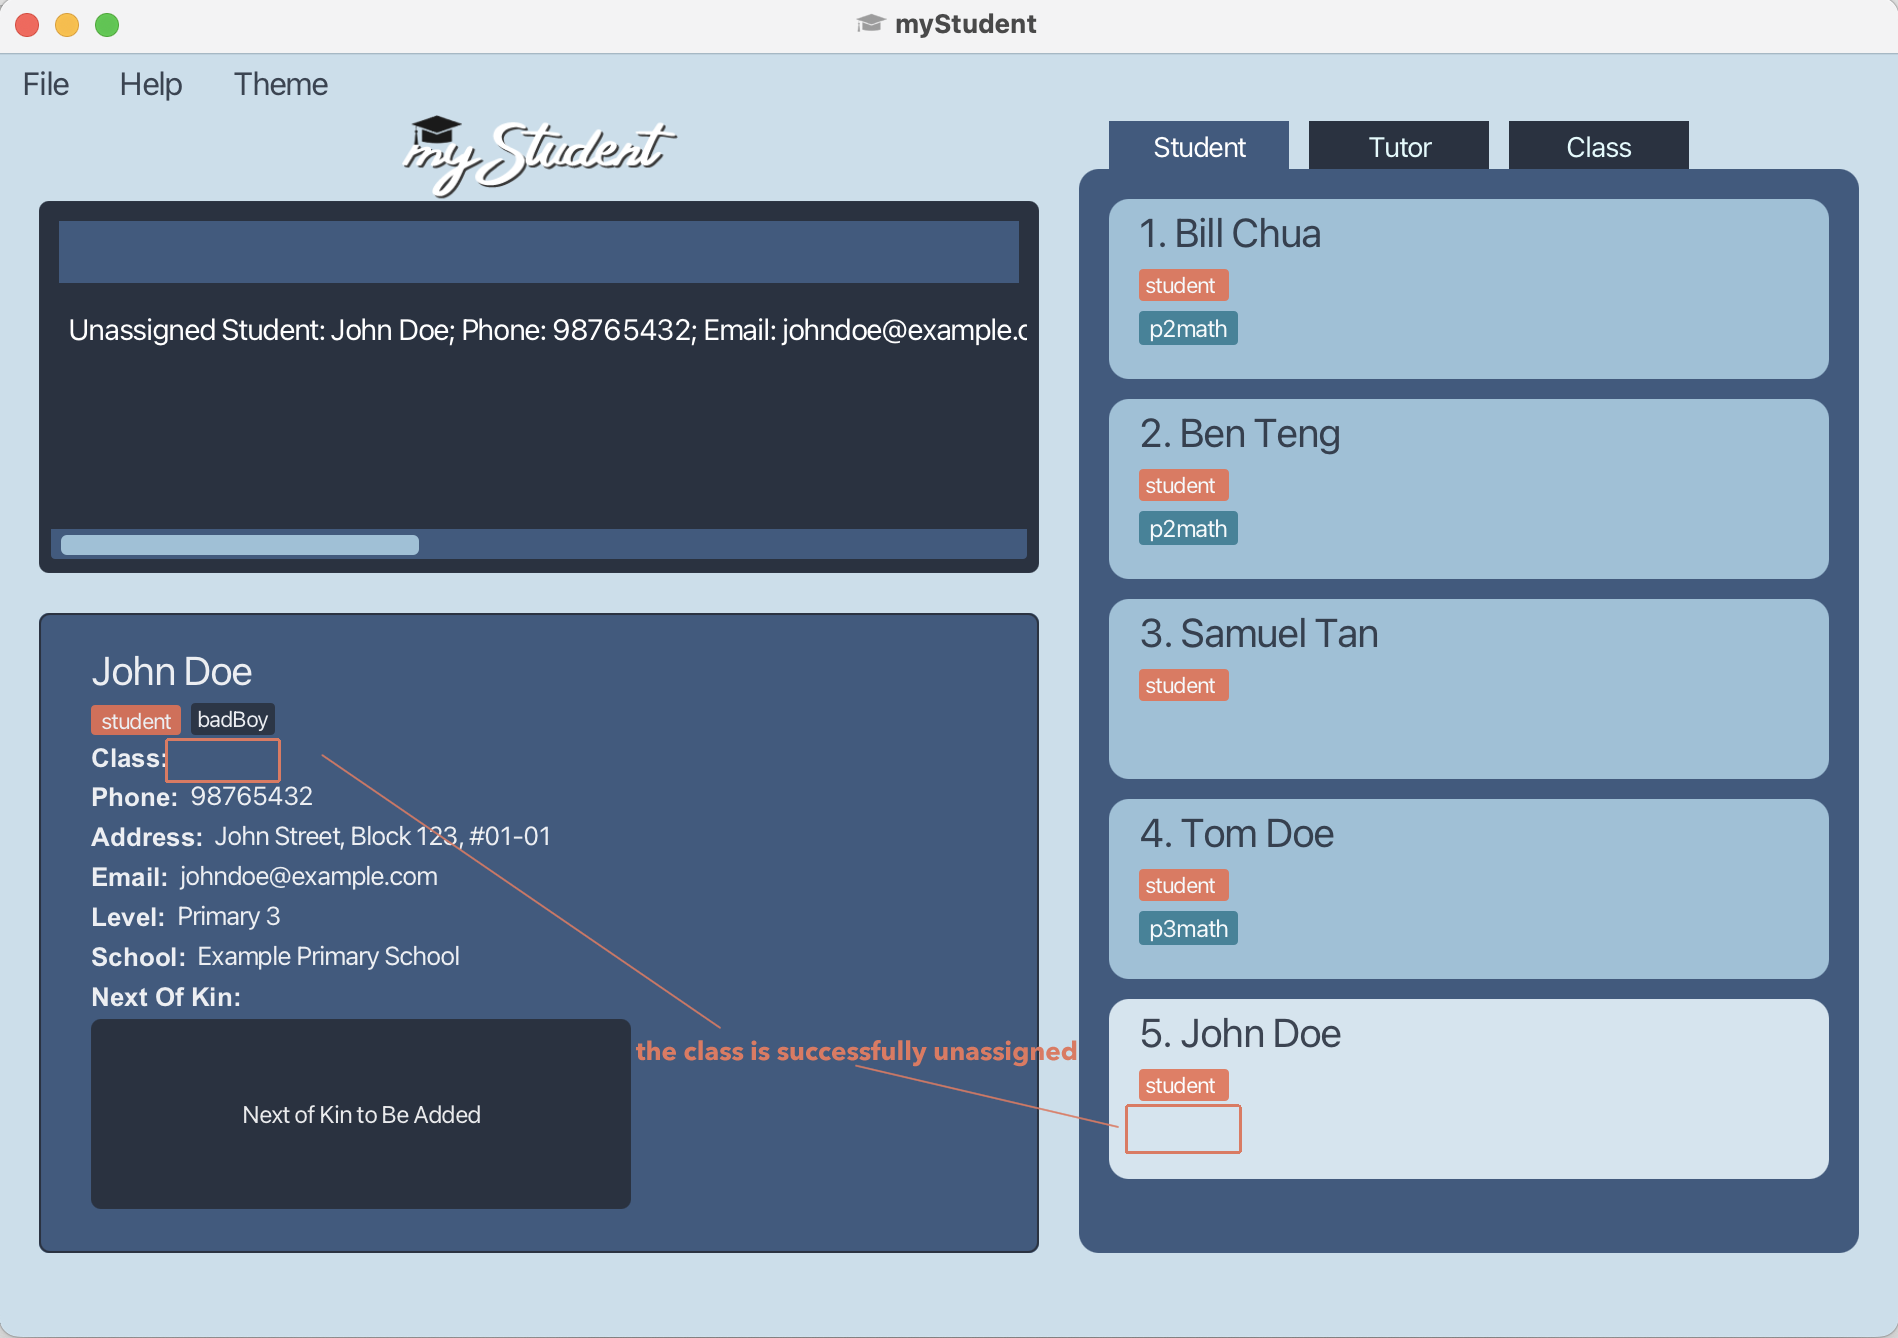 myStudent
File Help Theme
myStudent
Student Tutor Class
Unassigned Student: John Doe; Phone: 98765432; Email: johndoe@example.c
John Doe
student badBoy
Class:
Phone: 98765432
Address: John Street, Block 123, #01-01
Email: johndoe@example.com
Level: Primary 3
School: Example Primary School
Next Of Kin:
Next of Kin to Be Added
the class is successfully unassigned
1. Bill Chua
student
p2math
2. Ben Teng
student
p2math
3. Samuel Tan
student
4. Tom Doe
student
p3math
5. John Doe
student